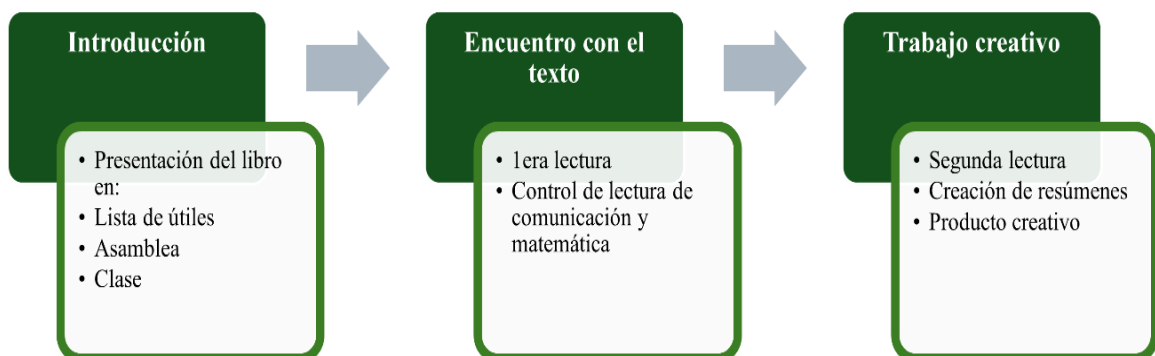 Introducción
• Presentación del libro
en:
• Lista de útiles
• Asamblea
• Clase
Encuentro con el
texto
• 1era lectura
• Control de lectura de
comunicación y
matemática
Trabajo creativo
• Segunda lectura
• Creación de resúmenes
• Producto creativo